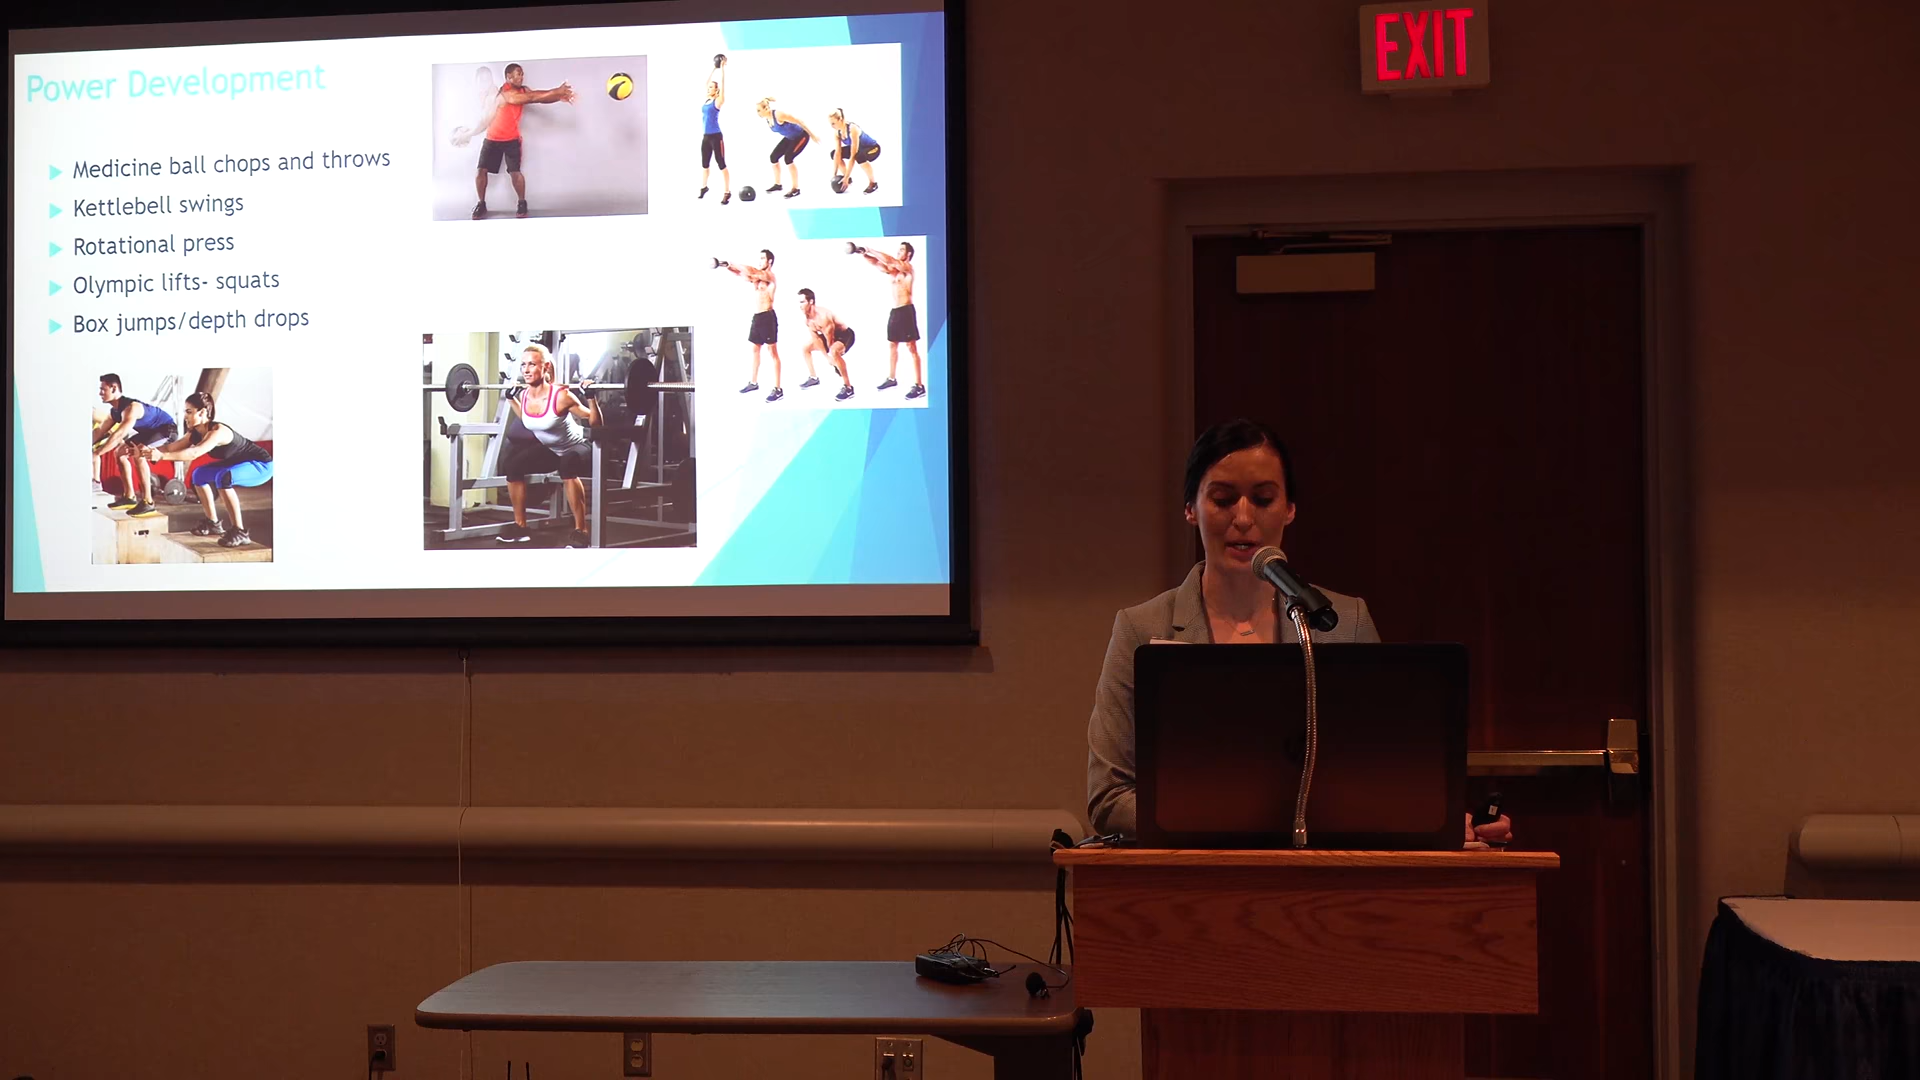 Power Development
Medicine ball chops and throws
Kettlebell swings
Rotational press
Olympic lifts- squats
Box jumps/depth drops
EXIT